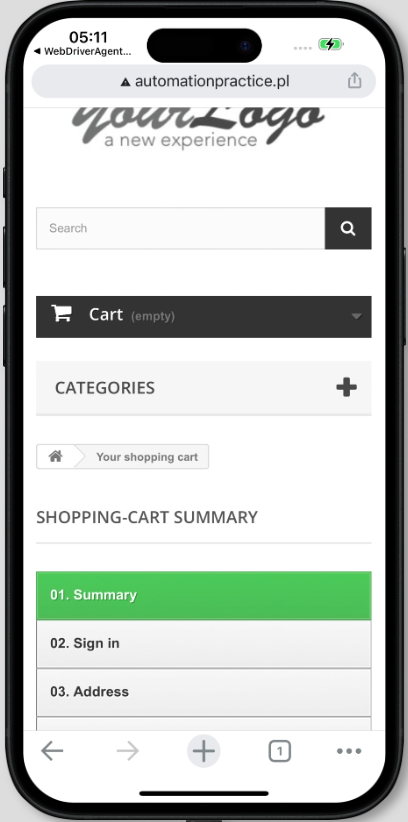 05:11
◀ WebDriverAgent...
automationpractice.pl
yourLogo
a new experience
Search
Cart (empty)
CATEGORIES
Your shopping cart
SHOPPING-CART SUMMARY
01. Summary
02. Sign in
03. Address
1